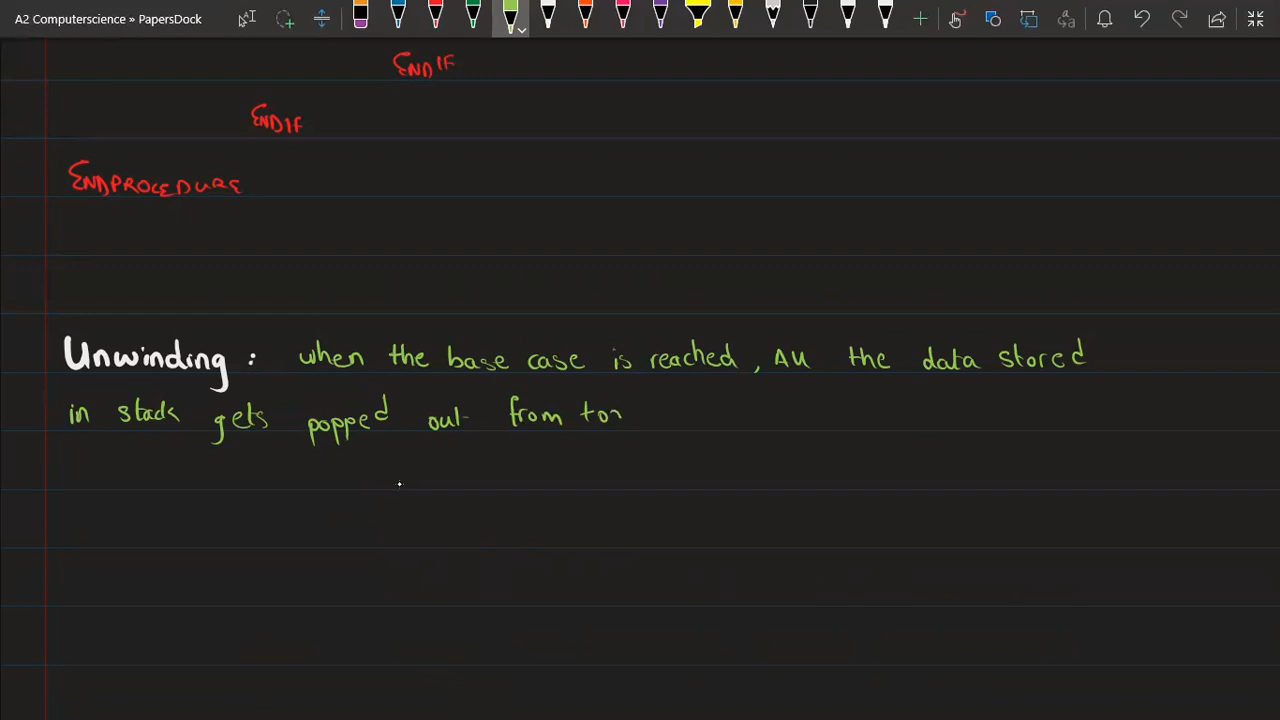 A2 Computerscience » PapersDock
ENDIF
ENDIF
ENDPROCEDURE
Unwinding : when the base case is reached, All the data stored
in stack gets popped out from